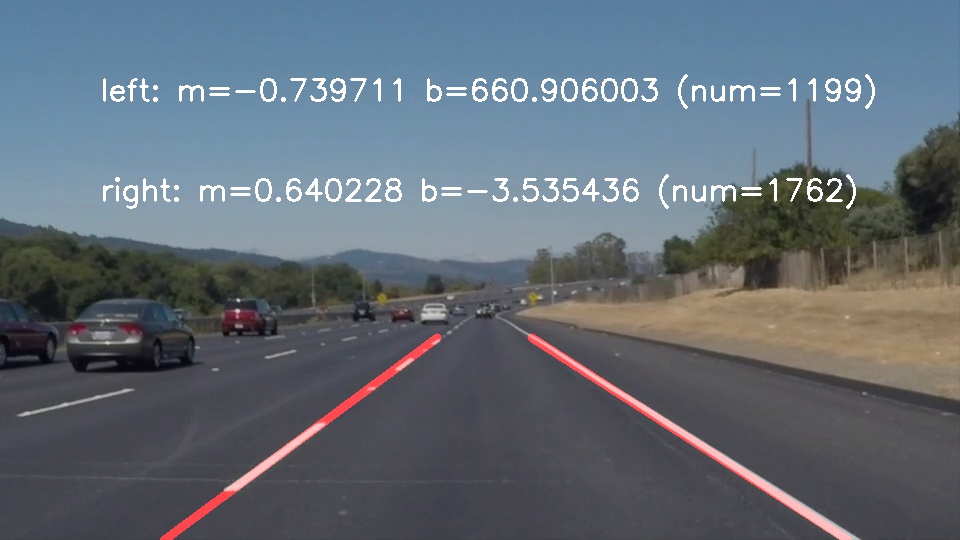 left: m=-0.739711 b=660.906003 (num=1199)
right: m=0.640228 b=-3.535436 (num=1762)